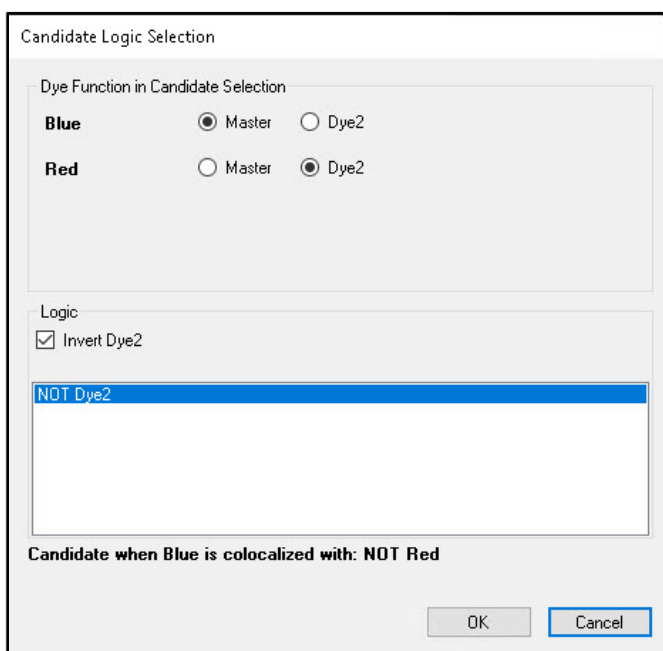 Candidate Logic Selection
Dye Function in Candidate Selection
Blue Master Dye2
Red Master Dye2
Logic
Invert Dye2
NOT Dye2
Candidate when Blue is colocalized with: NOT Red
OK Cancel